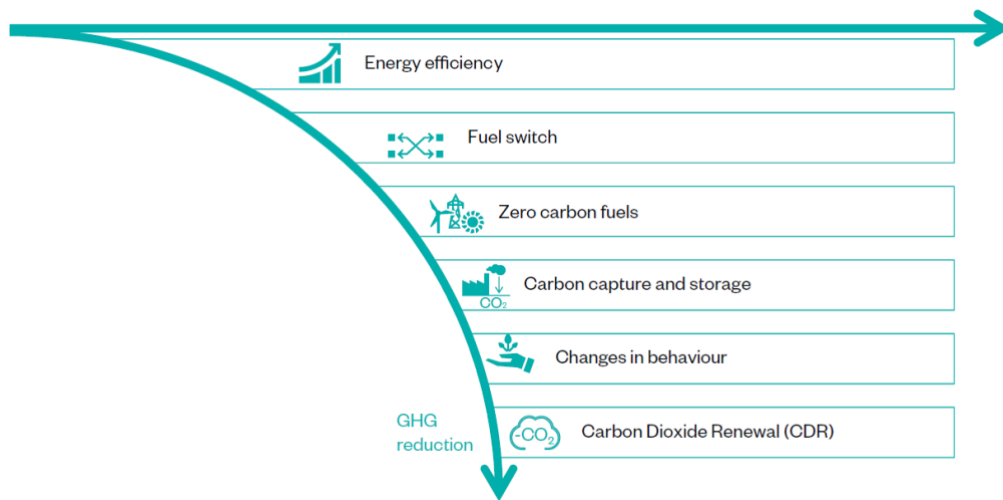 Energy efficiency
Fuel switch
Zero carbon fuels
CO₂
Carbon capture and storage
Changes in behaviour
GHG
reduction
-CO₂
Carbon Dioxide Renewal (CDR)